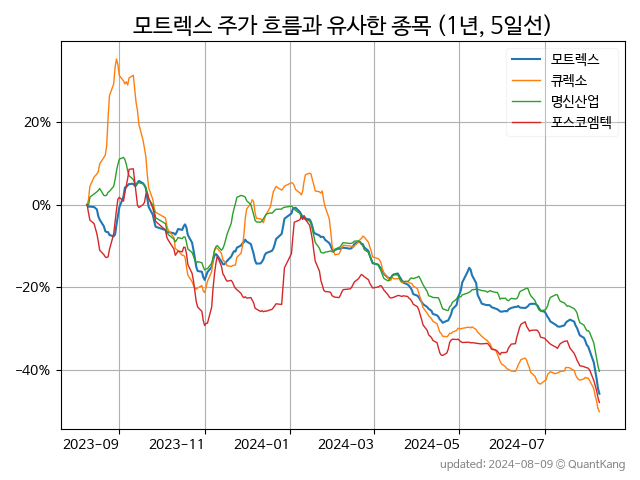 모트렉스 주가 흐름과 유사한 종목 (1년, 5일선)
모트렉스
큐렉소
명신산업
포스코엠텍
20%
0%
−20%
−40%
2023-09 2023-11 2024-01 2024-03 2024-05 2024-07
updated: 2024-08-09 © QuantKang